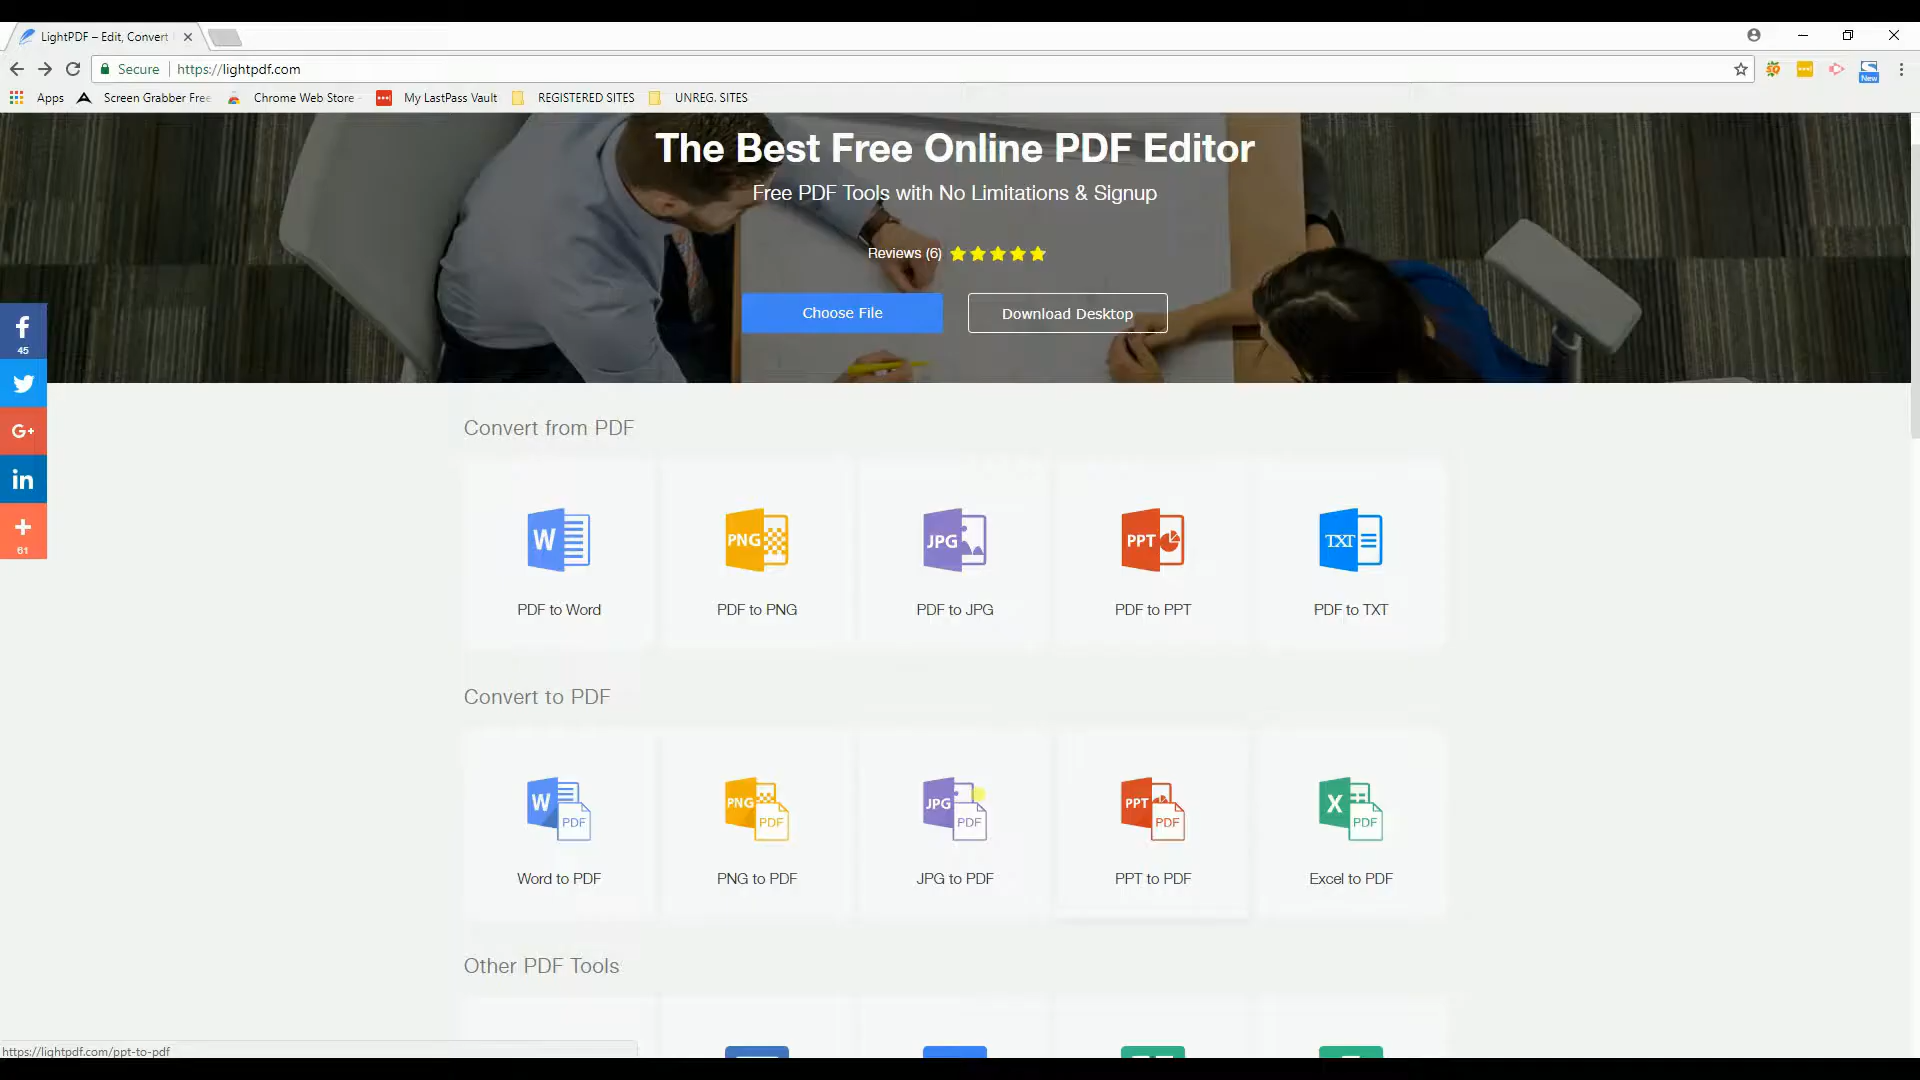 LightPDF – Edit, Convert
Secure
https://lightpdf.com
New
Apps
Screen Grabber Free
Chrome Web Store
My LastPass Vault
REGISTERED SITES
UNREG. SITES
The Best Free Online PDF Editor
Free PDF Tools with No Limitations & Signup
Reviews (6)
Choose File
Download Desktop
45
G+
in
61
Convert from PDF
W
PNG
JPG
PPT
TXT
PDF to Word
PDF to PNG
PDF to JPG
PDF to PPT
PDF to TXT
Convert to PDF
W PDF
PNG PDF
JPG PDF
PPT PDF
X PDF
Word to PDF
PNG to PDF
JPG to PDF
PPT to PDF
Excel to PDF
Other PDF Tools
https://lightpdf.com/ppt-to-pdf